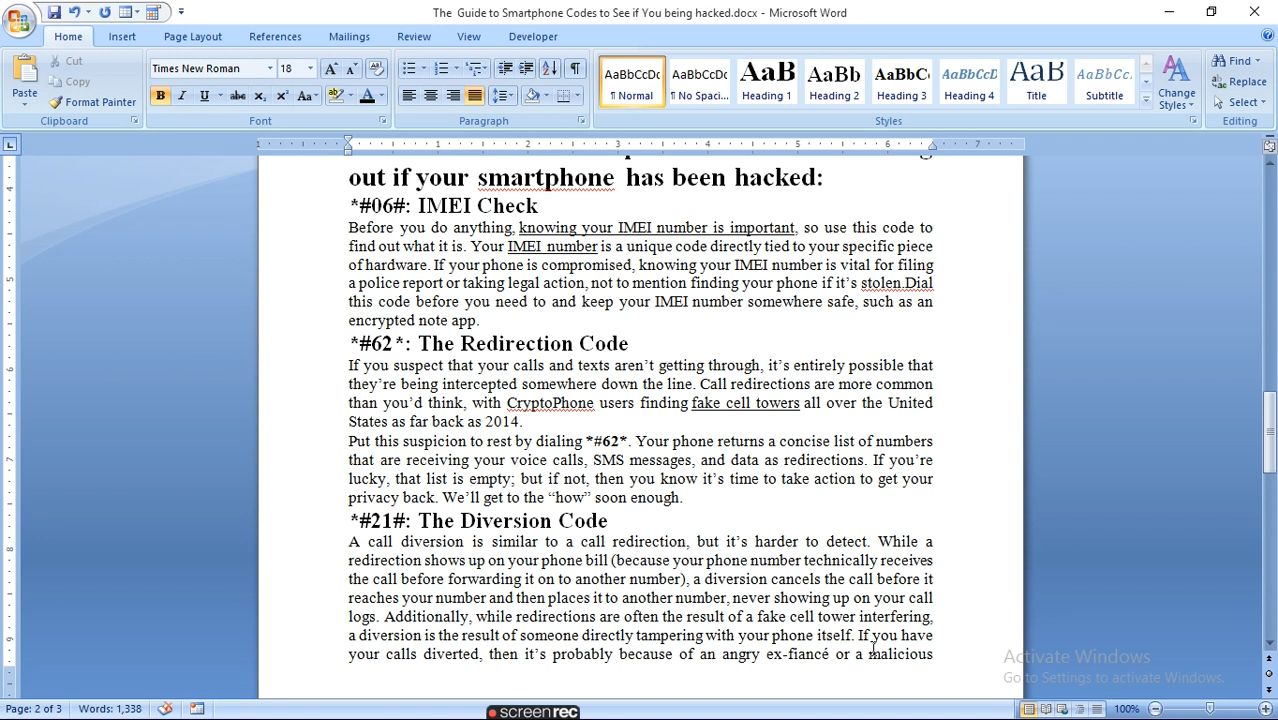 The Guide to Smartphone Codes to See if You being hacked.docx - Microsoft Word
Home Insert Page Layout References Mailings Review View Developer
Paste
Cut
Copy
Format Painter
Clipboard
Times New Roman 18
Font
Paragraph
AaBbCcDc AaBbCcDc AaB AaBb AaBbC AaBbCcD AaBb AaBbCc.
¶ Normal ¶ No Spaci... Heading 1 Heading 2 Heading 3 Heading 4 Title Subtitle
Change Styles
Styles
Find
Replace
Select
Editing
out if your smartphone has been hacked:
*#06#: IMEI Check
Before you do anything, knowing your IMEI number is important, so use this code to
find out what it is. Your IMEI number is a unique code directly tied to your specific piece
of hardware. If your phone is compromised, knowing your IMEI number is vital for filing
a police report or taking legal action, not to mention finding your phone if it’s stolen.Dial
this code before you need to and keep your IMEI number somewhere safe, such as an
encrypted note app.
*#62*: The Redirection Code
If you suspect that your calls and texts aren’t getting through, it’s entirely possible that
they’re being intercepted somewhere down the line. Call redirections are more common
than you’d think, with CryptoPhone users finding fake cell towers all over the United
States as far back as 2014.
Put this suspicion to rest by dialing *#62*. Your phone returns a concise list of numbers
that are receiving your voice calls, SMS messages, and data as redirections. If you’re
lucky, that list is empty; but if not, then you know it’s time to take action to get your
privacy back. We’ll get to the “how” soon enough.
*#21#: The Diversion Code
A call diversion is similar to a call redirection, but it’s harder to detect. While a
redirection shows up on your phone bill (because your phone number technically receives
the call before forwarding it on to another number), a diversion cancels the call before it
reaches your number and then places it to another number, never showing up on your call
logs. Additionally, while redirections are often the result of a fake cell tower interfering,
a diversion is the result of someone directly tampering with your phone itself. If you have
your calls diverted, then it’s probably because of an angry ex-fiancé or a malicious
Activate Windows
Go to Settings to activate Windows.
Page: 2 of 3 Words: 1,338
screenrec
100%